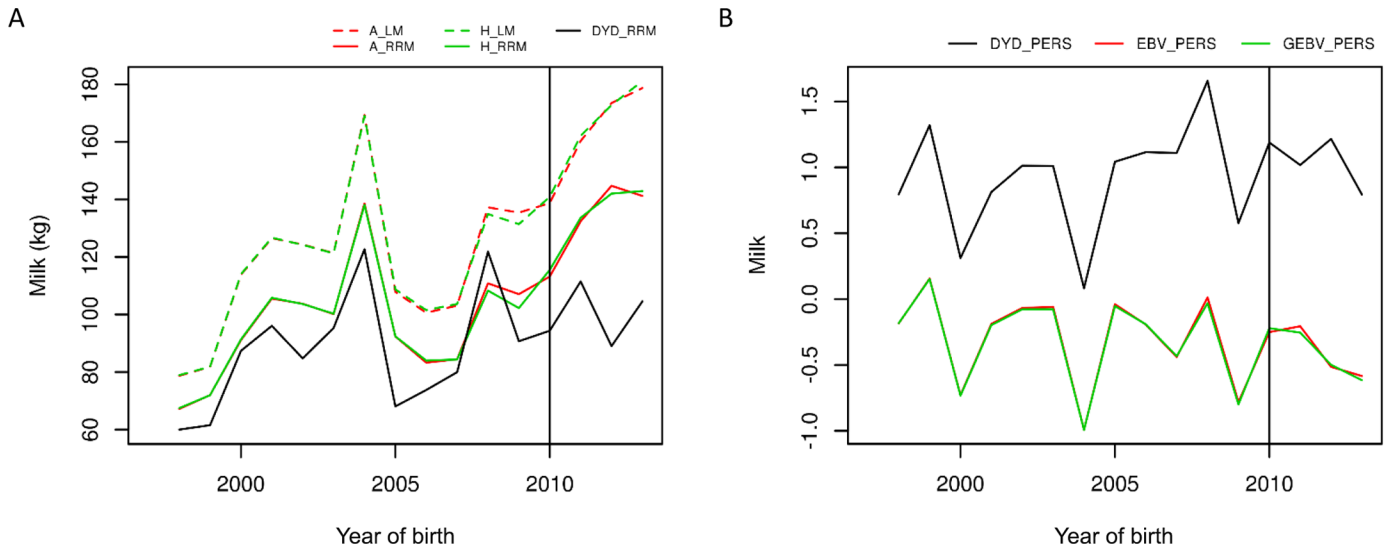 A
A_LM H_LM DYD_RRM
A_RRM H_RRM
Milk (kg)
180
160
140
120
100
80
60
2000 2005 2010
Year of birth
B
DYD_PERS EBV_PERS GEBV_PERS
Milk
1.5
1.0
0.5
0.0
-0.5
-1.0
2000 2005 2010
Year of birth